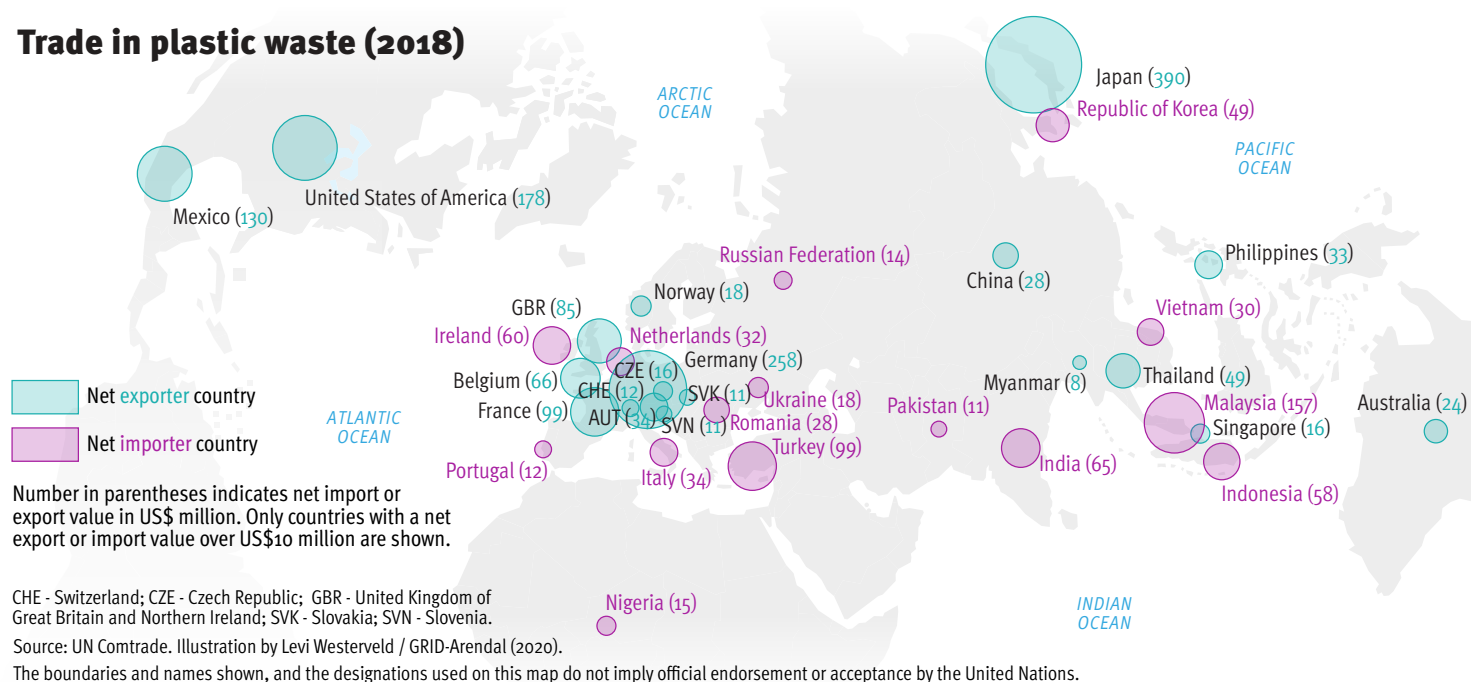 Trade in plastic waste (2018)
ARCTIC
OCEAN
Japan (390)
Republic of Korea (49)
PACIFIC
OCEAN
United States of America (178)
Mexico (130)
Russian Federation (14)
China (28)
Philippines (33)
Norway (18)
GBR (85)
Vietnam (30)
Ireland (60)
Netherlands (32)
Germany (258)
CZE (16)
Belgium (66)
CHE (12)
SVK (11)
Myanmar (8)
Thailand (49)
Net exporter country
Ukraine (18)
France (99)
AUT (34)
SVN (11)
Romania (28)
Pakistan (11)
Malaysia (157)
Australia (24)
ATLANTIC
OCEAN
Singapore (16)
Net importer country
Turkey (99)
Portugal (12)
Italy (34)
India (65)
Indonesia (58)
Number in parentheses indicates net import or
export value in US$ million. Only countries with a net
export or import value over US$10 million are shown.
CHE - Switzerland; CZE - Czech Republic; GBR - United Kingdom of
Great Britain and Northern Ireland; SVK - Slovakia; SVN - Slovenia.
Nigeria (15)
INDIAN
OCEAN
Source: UN Comtrade. Illustration by Levi Westerveld / GRID-Arendal (2020).
The boundaries and names shown, and the designations used on this map do not imply official endorsement or acceptance by the United Nations.